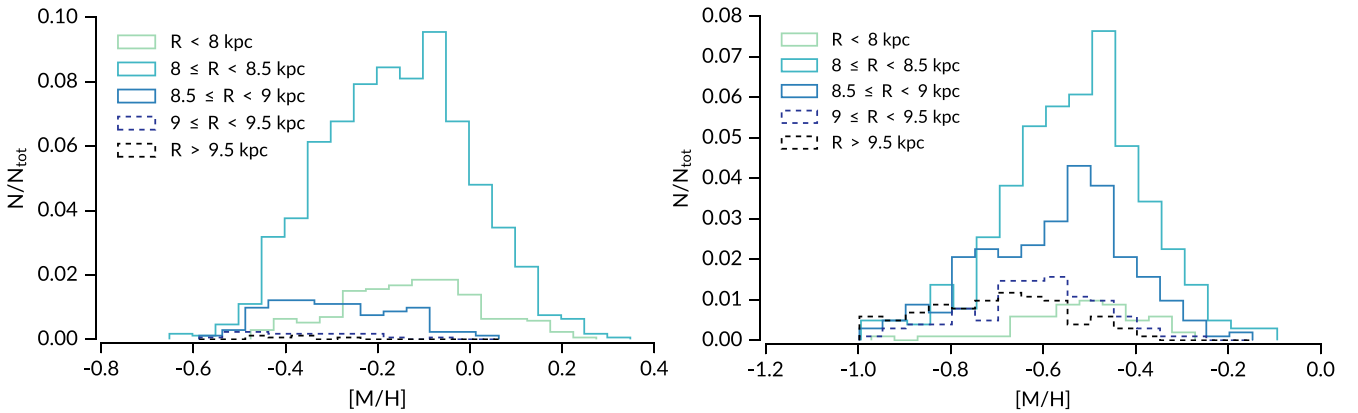 0.10
0.08
0.06
0.04
0.02
0.00
N/Ntot
R < 8 kpc
8 ≤ R < 8.5 kpc
8.5 ≤ R < 9 kpc
9 ≤ R < 9.5 kpc
R > 9.5 kpc
-0.8 -0.6 -0.4 -0.2 0.0 0.2 0.4
[M/H]
0.08
0.07
0.06
0.05
0.04
0.03
0.02
0.01
0.00
N/Ntot
R < 8 kpc
8 ≤ R < 8.5 kpc
8.5 ≤ R < 9 kpc
9 ≤ R < 9.5 kpc
R > 9.5 kpc
-1.2 -1.0 -0.8 -0.6 -0.4 -0.2 0.0
[M/H]